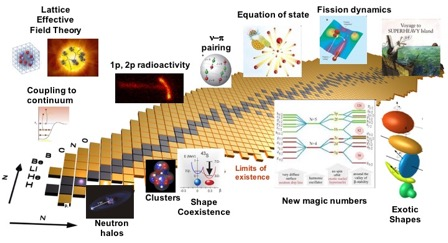 Lattice
Effective
Field Theory
1p, 2p radioactivity
ν–π
pairing
Equation of state
Fission dynamics
Voyage to
SUPERHEAVY Island
Coupling to
continuum
O
N
C
B
Be
Li
He
H
Z
N
Neutron
halos
Clusters
Shape
Coexistence
Limits of
existence
New magic numbers
Exotic
Shapes